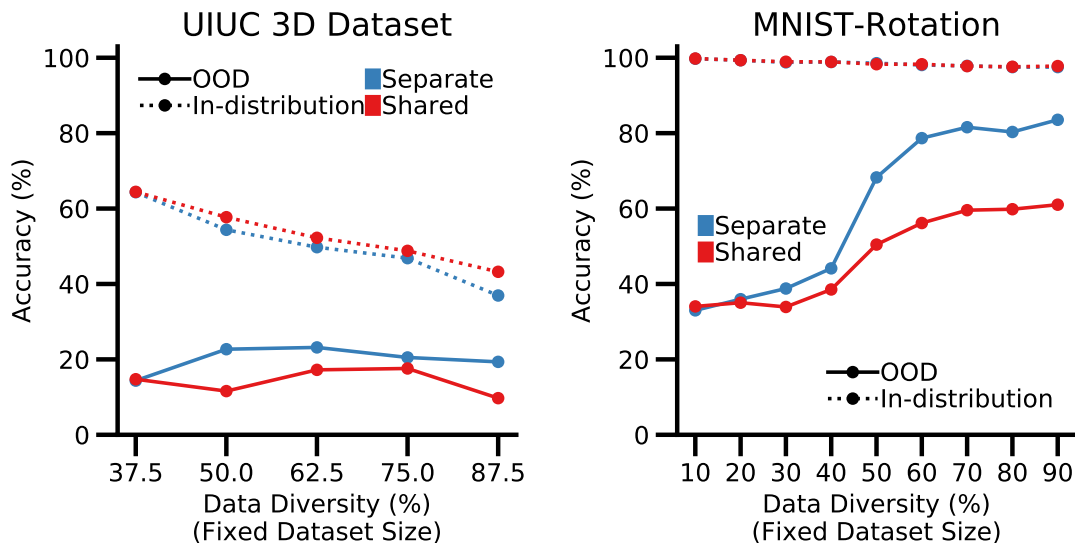 UIUC 3D Dataset
Accuracy (%)
100
80
60
40
20
0
OOD
In-distribution
Separate
Shared
37.5 50.0 62.5 75.0 87.5
Data Diversity (%)
(Fixed Dataset Size)
MNIST-Rotation
Accuracy (%)
100
80
60
40
20
0
Separate
Shared
OOD
In-distribution
10 20 30 40 50 60 70 80 90
Data Diversity (%)
(Fixed Dataset Size)